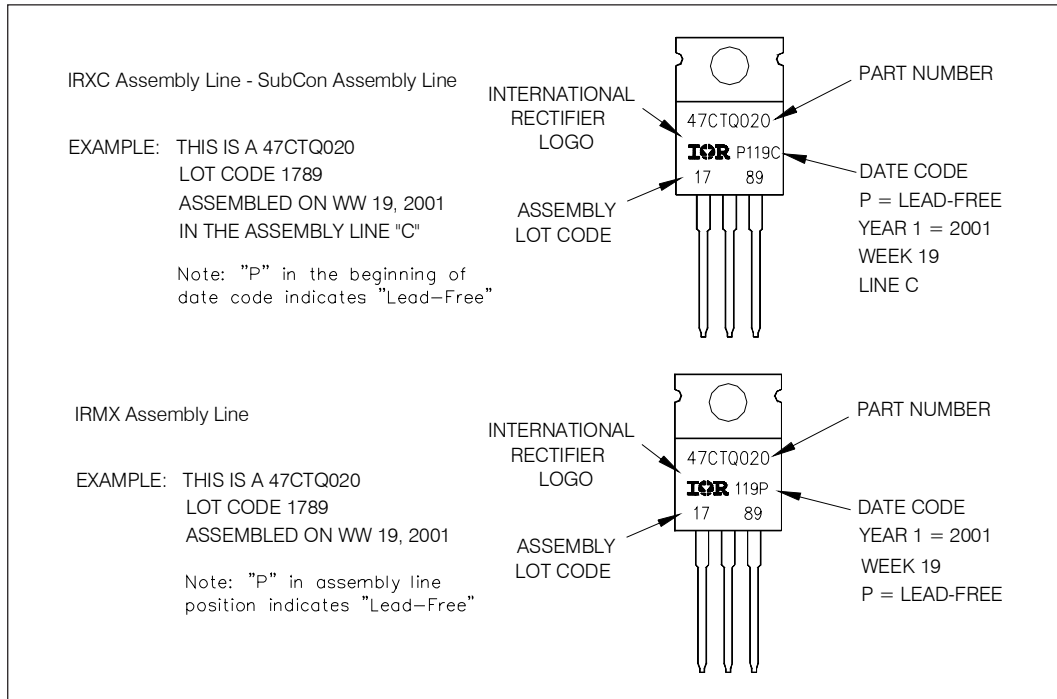 IRXC Assembly Line - SubCon Assembly Line
EXAMPLE: THIS IS A 47CTQ020
LOT CODE 1789
ASSEMBLED ON WW 19, 2001
IN THE ASSEMBLY LINE "C"
Note: "P" in the beginning of
date code indicates "Lead-Free"
INTERNATIONAL
RECTIFIER
LOGO
ASSEMBLY
LOT CODE
47CTQ020
IOR P119C
17 89
PART NUMBER
DATE CODE
P = LEAD-FREE
YEAR 1 = 2001
WEEK 19
LINE C
IRMX Assembly Line
EXAMPLE: THIS IS A 47CTQ020
LOT CODE 1789
ASSEMBLED ON WW 19, 2001
Note: "P" in assembly line
position indicates "Lead-Free"
INTERNATIONAL
RECTIFIER
LOGO
ASSEMBLY
LOT CODE
47CTQ020
IOR 119P
17 89
PART NUMBER
DATE CODE
YEAR 1 = 2001
WEEK 19
P = LEAD-FREE